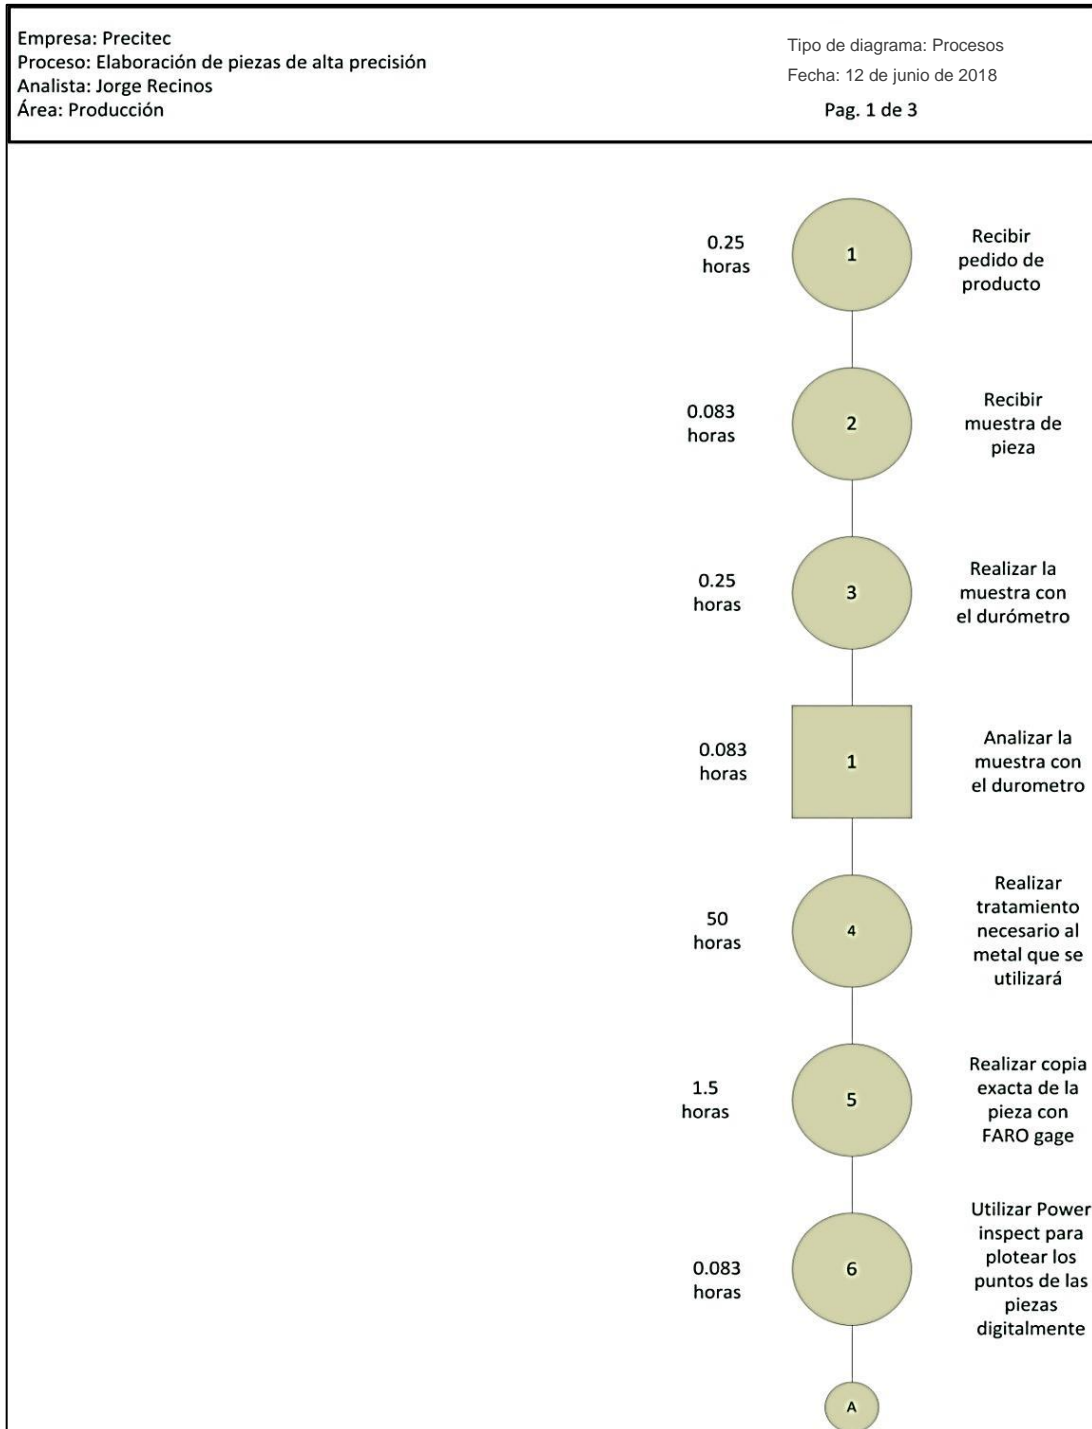 Empresa: Precitec
Proceso: Elaboración de piezas de alta precisión
Analista: Jorge Recinos
Área: Producción
Tipo de diagrama: Procesos
Fecha: 12 de junio de 2018
Pag. 1 de 3
0.25
horas
1
Recibir
pedido de
producto
0.083
horas
2
Recibir
muestra de
pieza
0.25
horas
3
Realizar la
muestra con
el durómetro
0.083
horas
1
Analizar la
muestra con
el durometro
50
horas
4
Realizar
tratamiento
necesario al
metal que se
utilizará
1.5
horas
5
Realizar copia
exacta de la
pieza con
FARO gage
0.083
horas
6
Utilizar Power
inspect para
plotear los
puntos de las
piezas
digitalmente
A